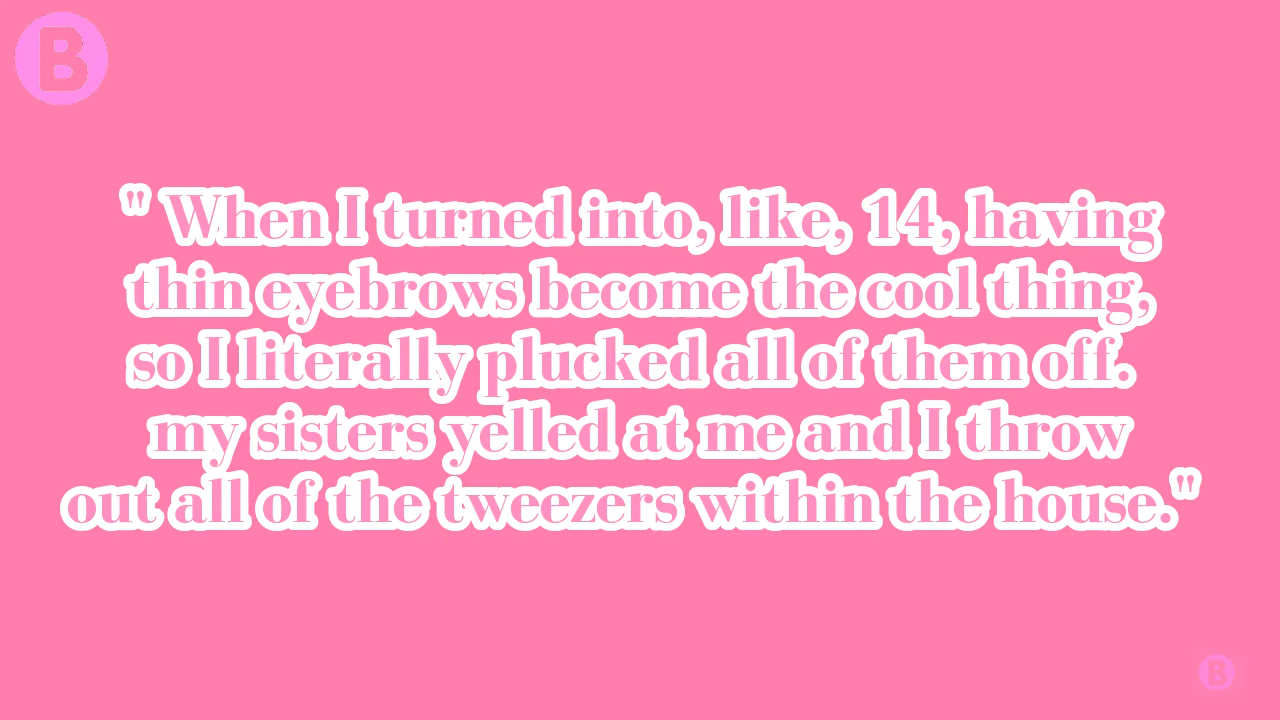 B
" When I turned into, like, 14, having
thin eyebrows become the cool thing,
so I literally plucked all of them off.
my sisters yelled at me and I throw
out all of the tweezers within the house."
B